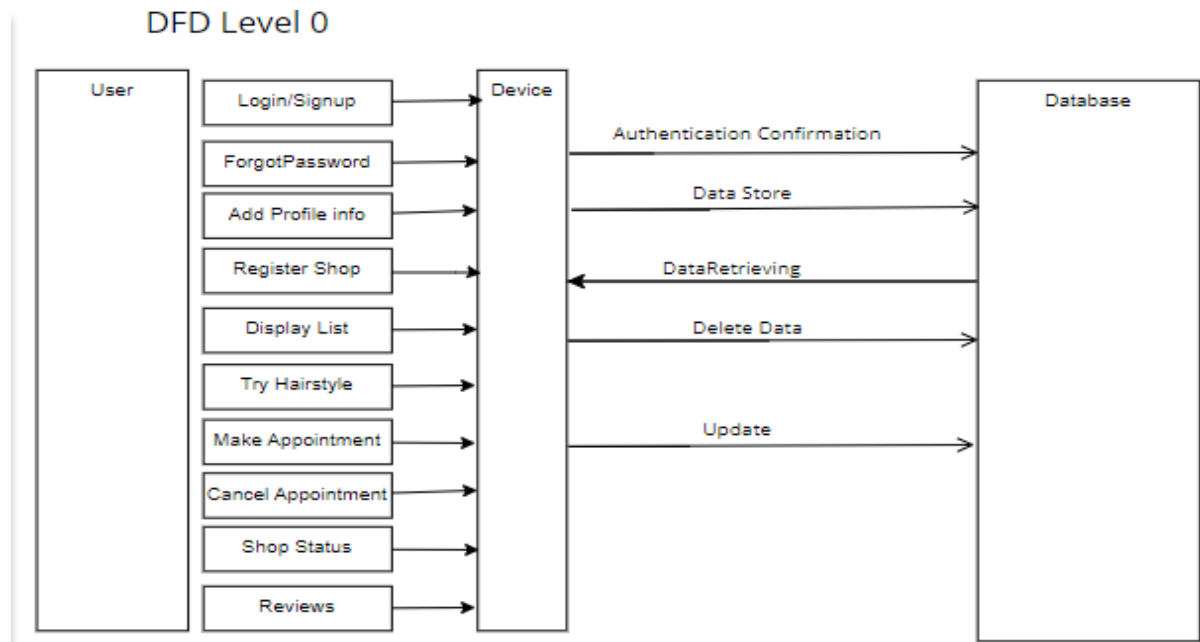 DFD Level 0
User
Login/Signup
Device
Database
Authentication Confirmation
ForgotPassword
Data Store
Add Profile info
Register Shop
DataRetrieving
Display List
Delete Data
Try Hairstyle
Make Appointment
Update
Cancel Appointment
Shop Status
Reviews